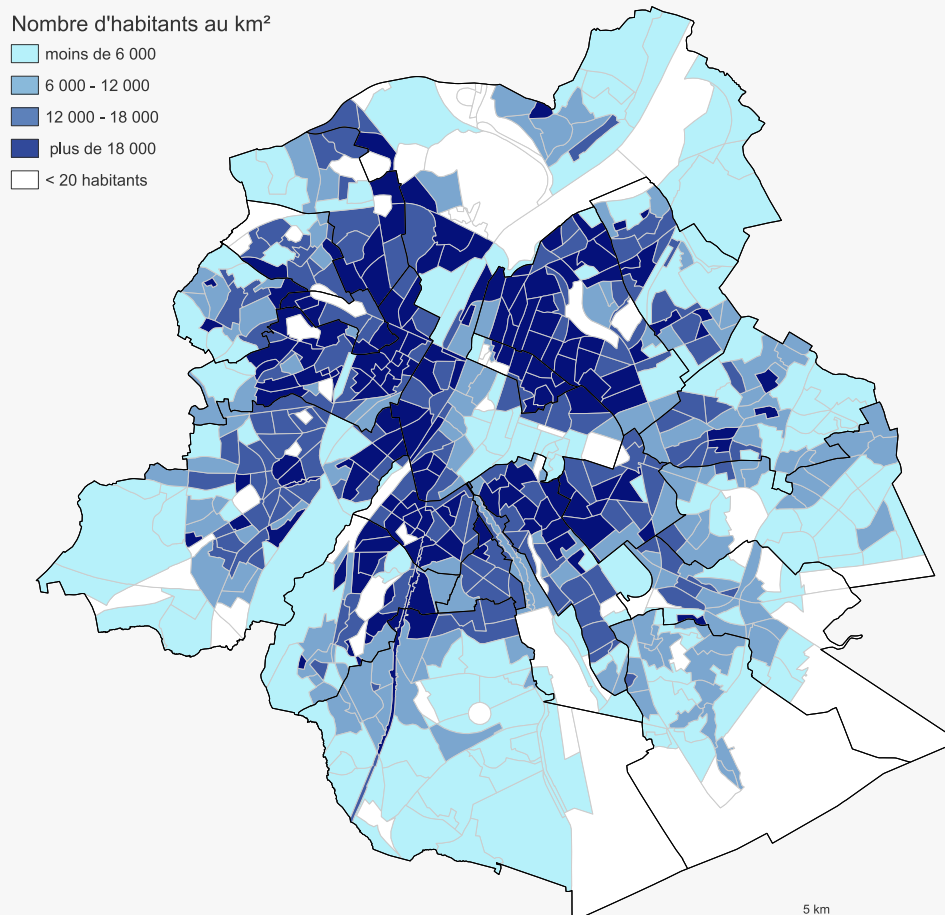 Nombre d'habitants au km²
moins de 6 000
6 000 - 12 000
12 000 - 18 000
plus de 18 000
< 20 habitants
5 km